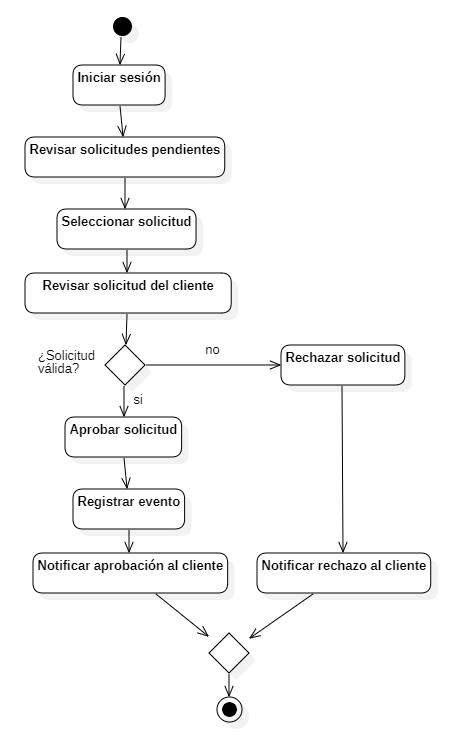 Iniciar sesión
Revisar solicitudes pendientes
Seleccionar solicitud
Revisar solicitud del cliente
¿Solicitud
válida?
no
Rechazar solicitud
si
Aprobar solicitud
Registrar evento
Notificar aprobación al cliente
Notificar rechazo al cliente